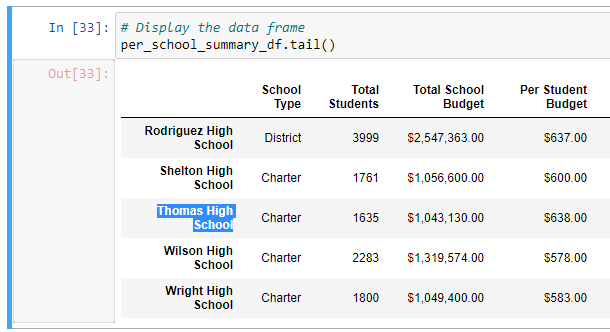 In [33]: # Display the data frame
per_school_summary_df.tail()
Out[33]:
School Type Total Students Total School Budget Per Student Budget
Rodriguez High School District 3999 $2,547,363.00 $637.00
Shelton High School Charter 1761 $1,056,600.00 $600.00
Thomas High School Charter 1635 $1,043,130.00 $638.00
Wilson High School Charter 2283 $1,319,574.00 $578.00
Wright High School Charter 1800 $1,049,400.00 $583.00